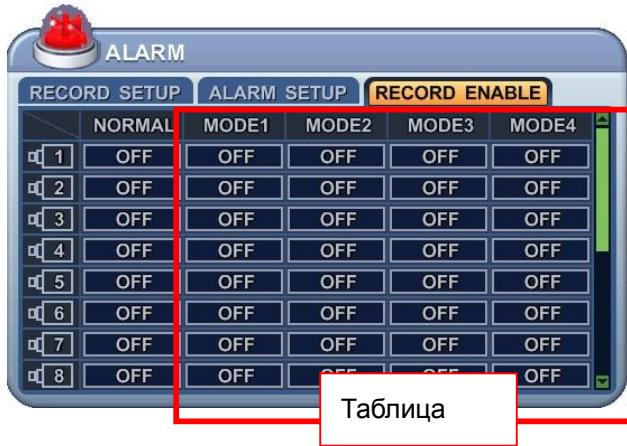 ALARM
RECORD SETUP ALARM SETUP RECORD ENABLE
NORMAL MODE1 MODE2 MODE3 MODE4
1 OFF OFF OFF OFF OFF
2 OFF OFF OFF OFF OFF
3 OFF OFF OFF OFF OFF
4 OFF OFF OFF OFF OFF
5 OFF OFF OFF OFF OFF
6 OFF OFF OFF OFF OFF
7 OFF OFF OFF OFF OFF
8 OFF OFF OFF OFF OFF
Таблица